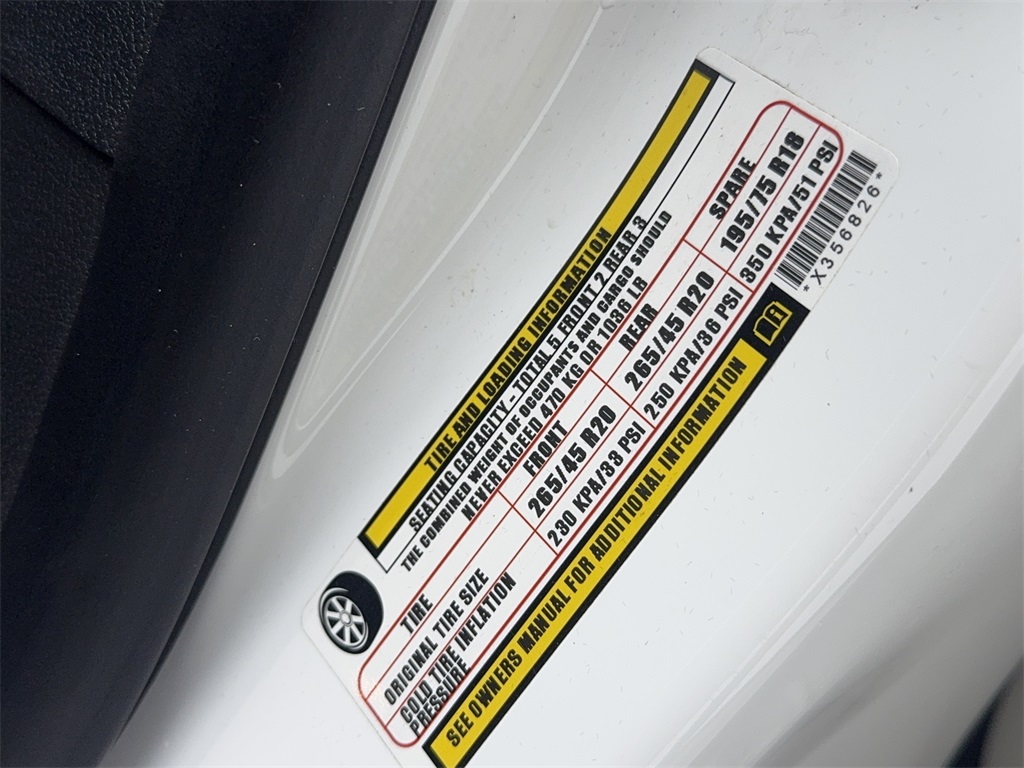 TIRE AND LOADING INFORMATION
SEATING CAPACITY - TOTAL 5 FRONT 2 REAR 3
THE COMBINED WEIGHT OF OCCUPANTS AND CARGO SHOULD
NEVER EXCEED 470 KG OR 1036 LB
TIRE FRONT REAR SPARE
ORIGINAL TIRE SIZE 265/45 R20 265/45 R20 195/75 R18
COLD TIRE INFLATION PRESSURE 230 KPA/33 PSI 250 KPA/36 PSI 350 KPA/51 PSI
SEE OWNERS MANUAL FOR ADDITIONAL INFORMATION
*X356826*